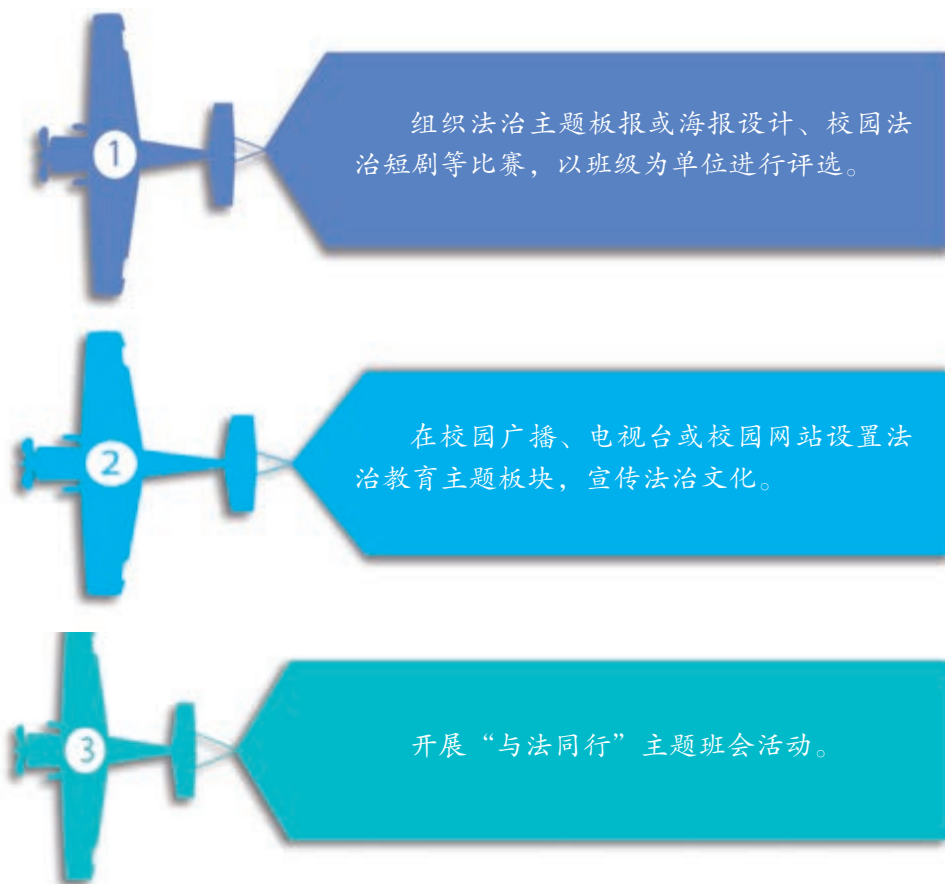 1
组织法治主题板报或海报设计、校园法
治短剧等比赛，以班级为单位进行评选。
2
在校园广播、电视台或校园网站设置法
治教育主题板块，宣传法治文化。
3
开展“与法同行”主题班会活动。